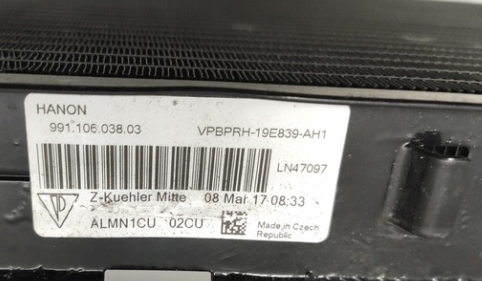 HANON
991.106.038.03 VPBPRH-19E839-AH1
LN47097
Z-Kuehler Mitte 08 Mar 17 08:33
ALMN1CU 02CU Made in Czech
Republic